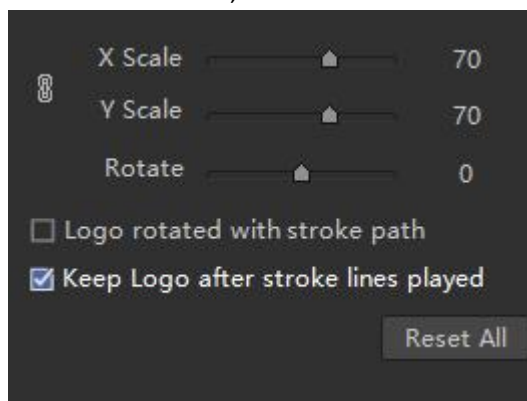 X Scale 70
Y Scale 70
Rotate 0
Logo rotated with stroke path
Keep Logo after stroke lines played
Reset All